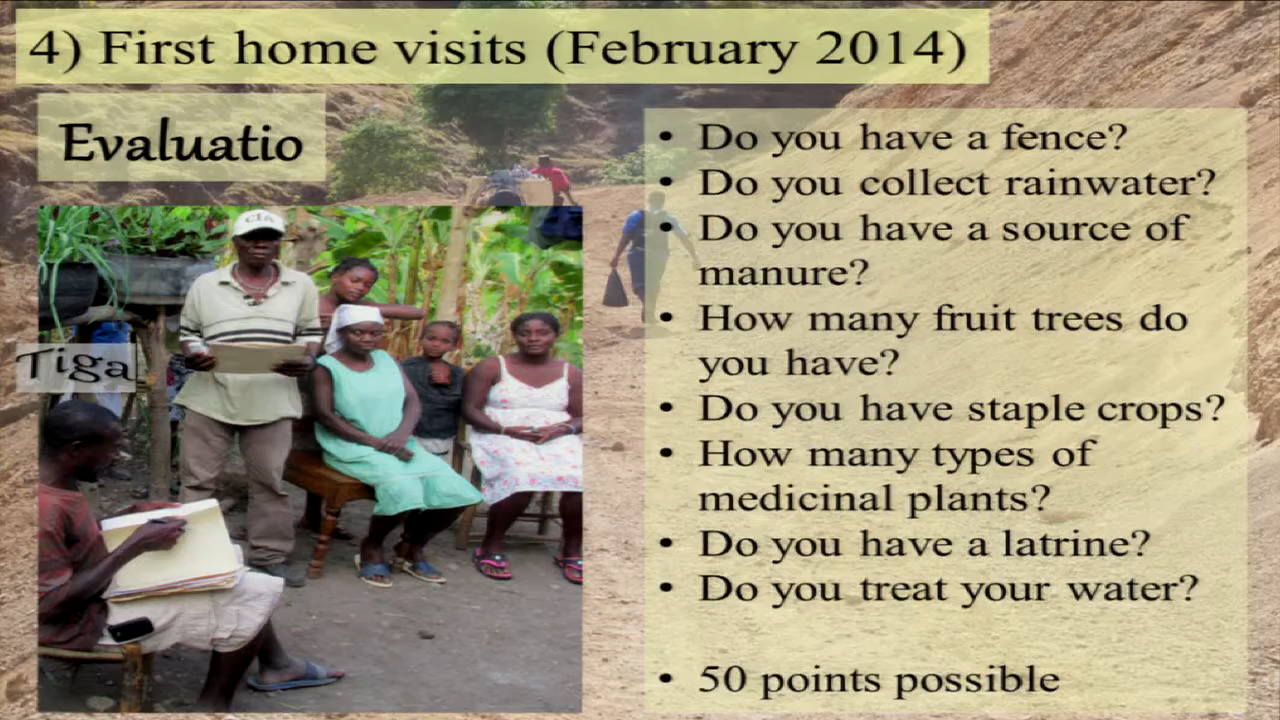 4) First home visits (February 2014)
Evaluatio
CIA
Tiga
• Do you have a fence?
• Do you collect rainwater?
• Do you have a source of
manure?
• How many fruit trees do
you have?
• Do you have staple crops?
• How many types of
medicinal plants?
• Do you have a latrine?
• Do you treat your water?
• 50 points possible